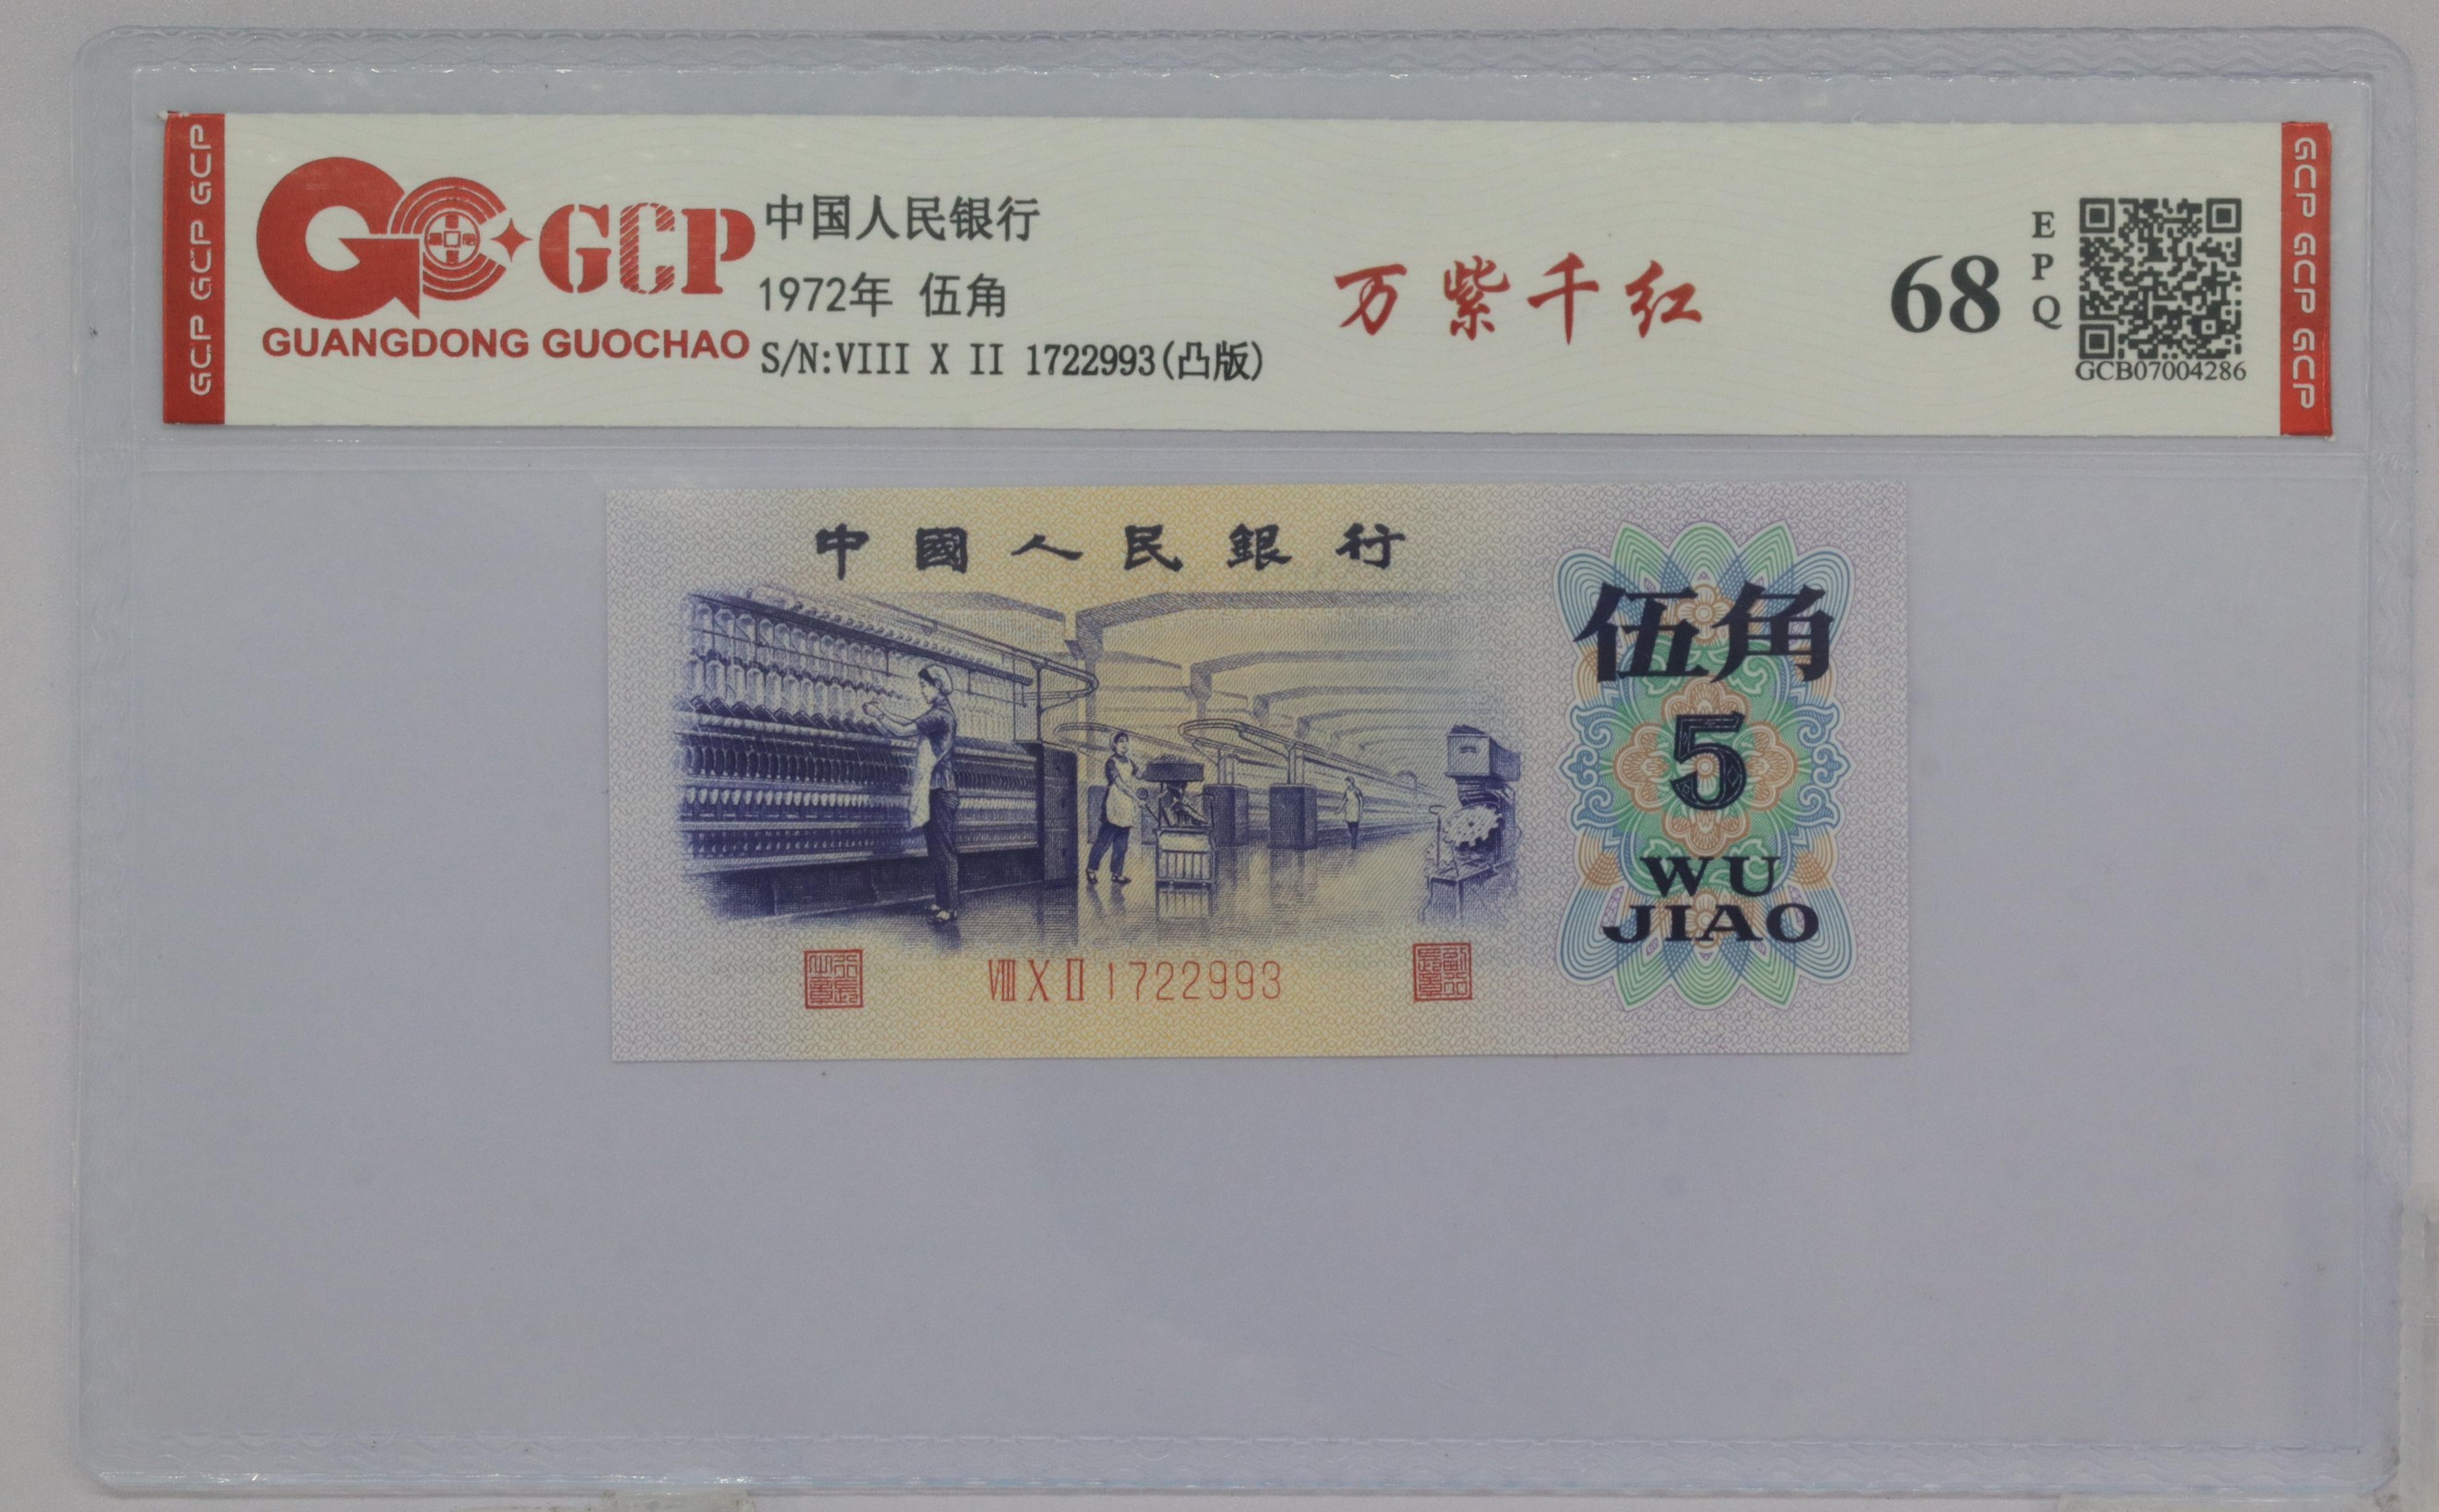 GCP GCP GCP
GCP
GUANGDONG GUOCHAO
中国人民银行
1972年 伍角
S/N:VIII X II 1722993(凸版)
万紫千红
68
EPQ
GCB07004286
GCP GCP GCP
中國人民銀行
伍角
5
WU
JIAO
VIII X II 1722993